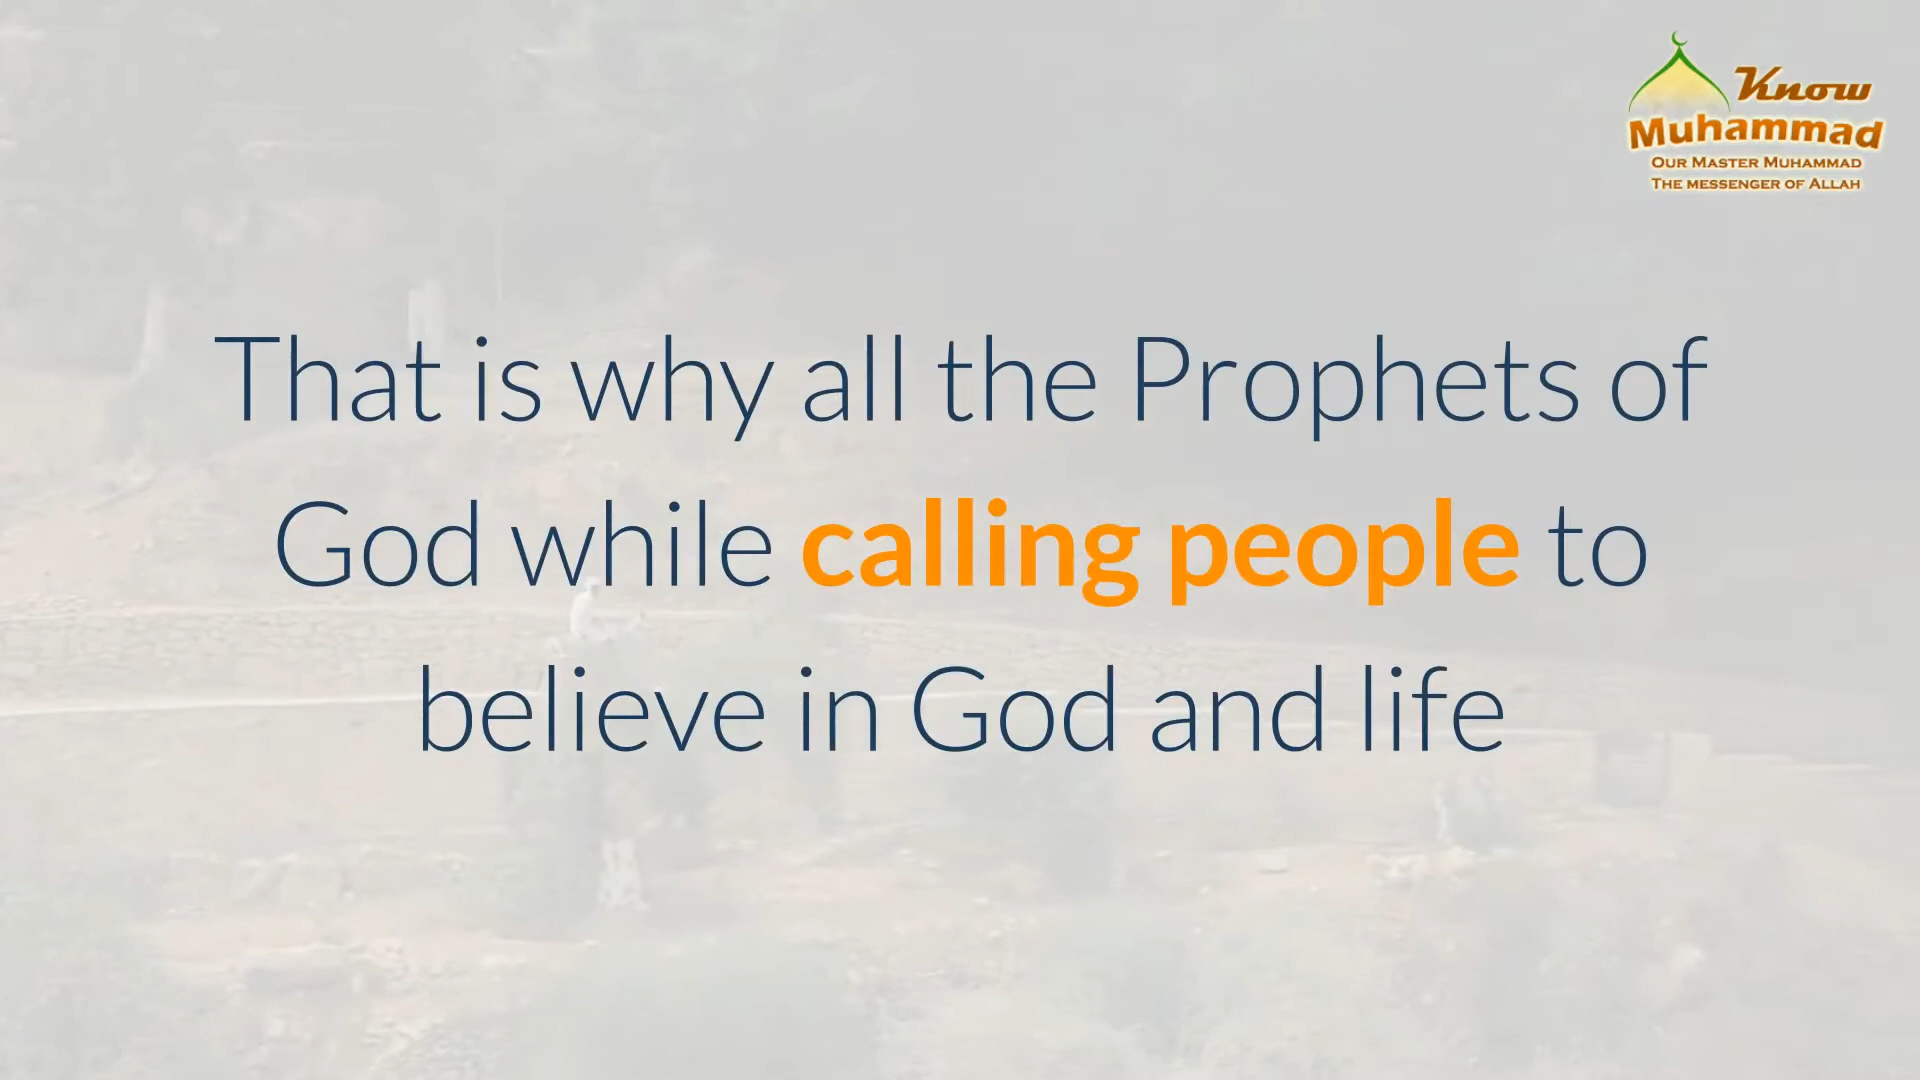 Know
Muhammad
OUR MASTER MUHAMMAD
THE MESSENGER OF ALLAH
That is why all the Prophets of
God while calling people to
believe in God and life